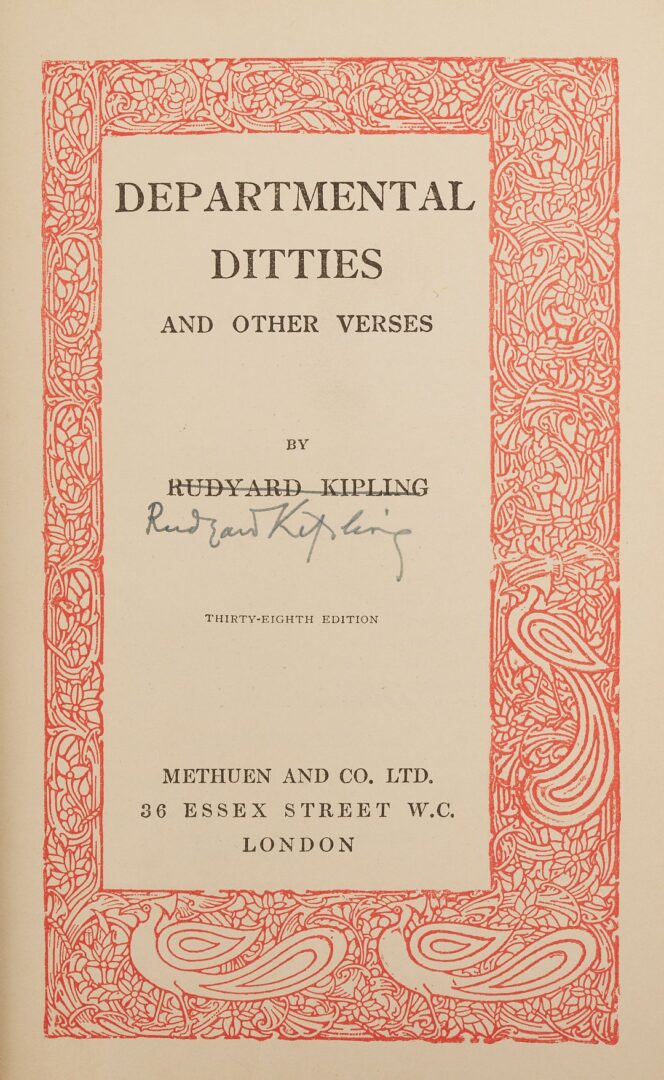 DEPARTMENTAL
DITTIES
AND OTHER VERSES
BY
RUDYARD KIPLING
Rudyard Kipling
THIRTY-EIGHTH EDITION
METHUEN AND CO. LTD.
36 ESSEX STREET W.C.
LONDON